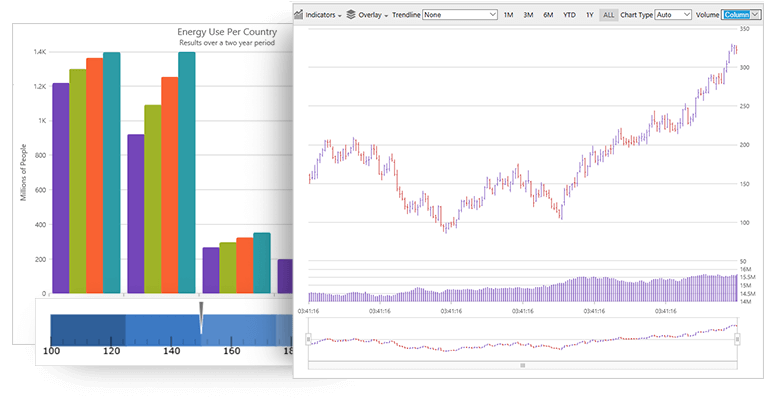 Energy Use Per Country
Results over a two year period
1.4K
1.2K
1K
800
600
400
200
0
Millions of People
100 120 140 160
Indicators Overlay Trendline None 1M 3M 6M YTD 1Y ALL Chart Type Auto Volume Column
350
300
250
200
150
100
50
16M
15.5M
15M
14.5M
14M
03:41:16 03:41:16 03:41:16 03:41:16 03:41:16 03:41:16